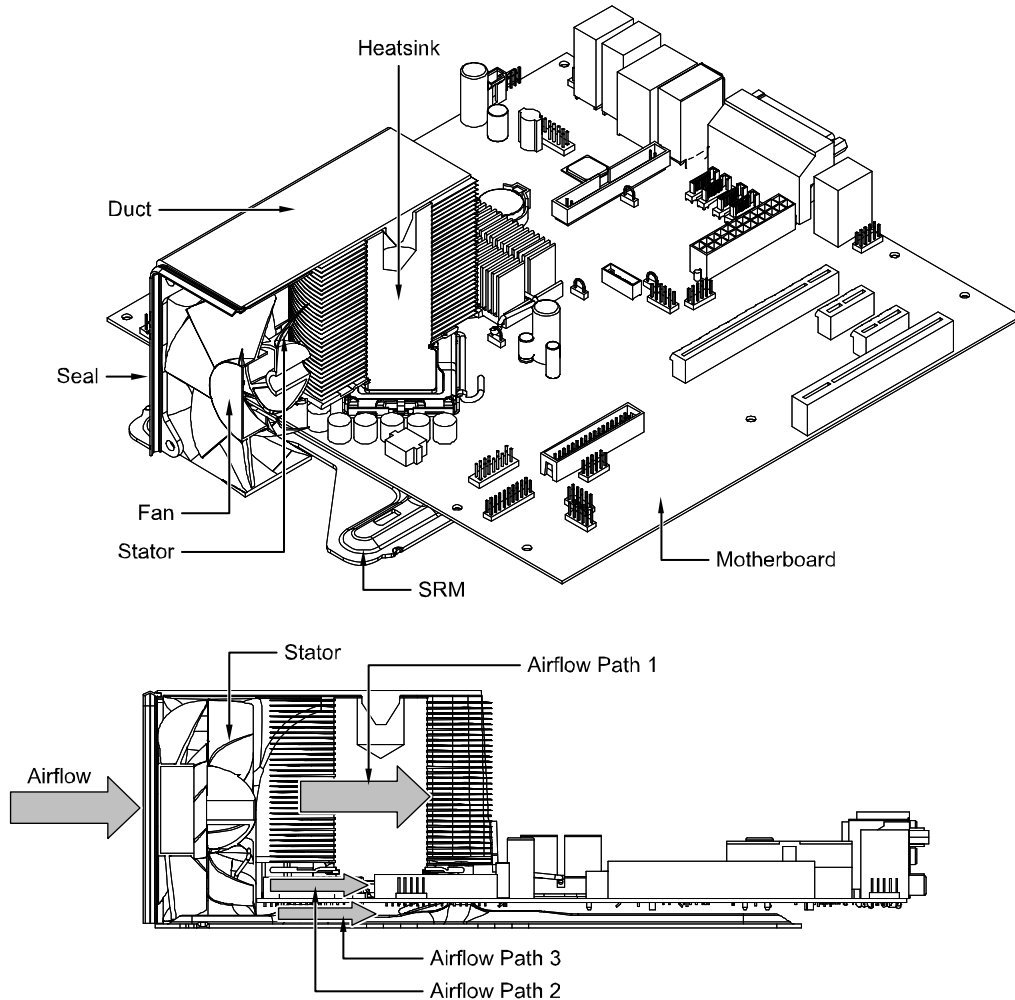 Heatsink
Duct
Seal
Fan
Stator
SRM
Motherboard
Stator
Airflow Path 1
Airflow
Airflow Path 3
Airflow Path 2